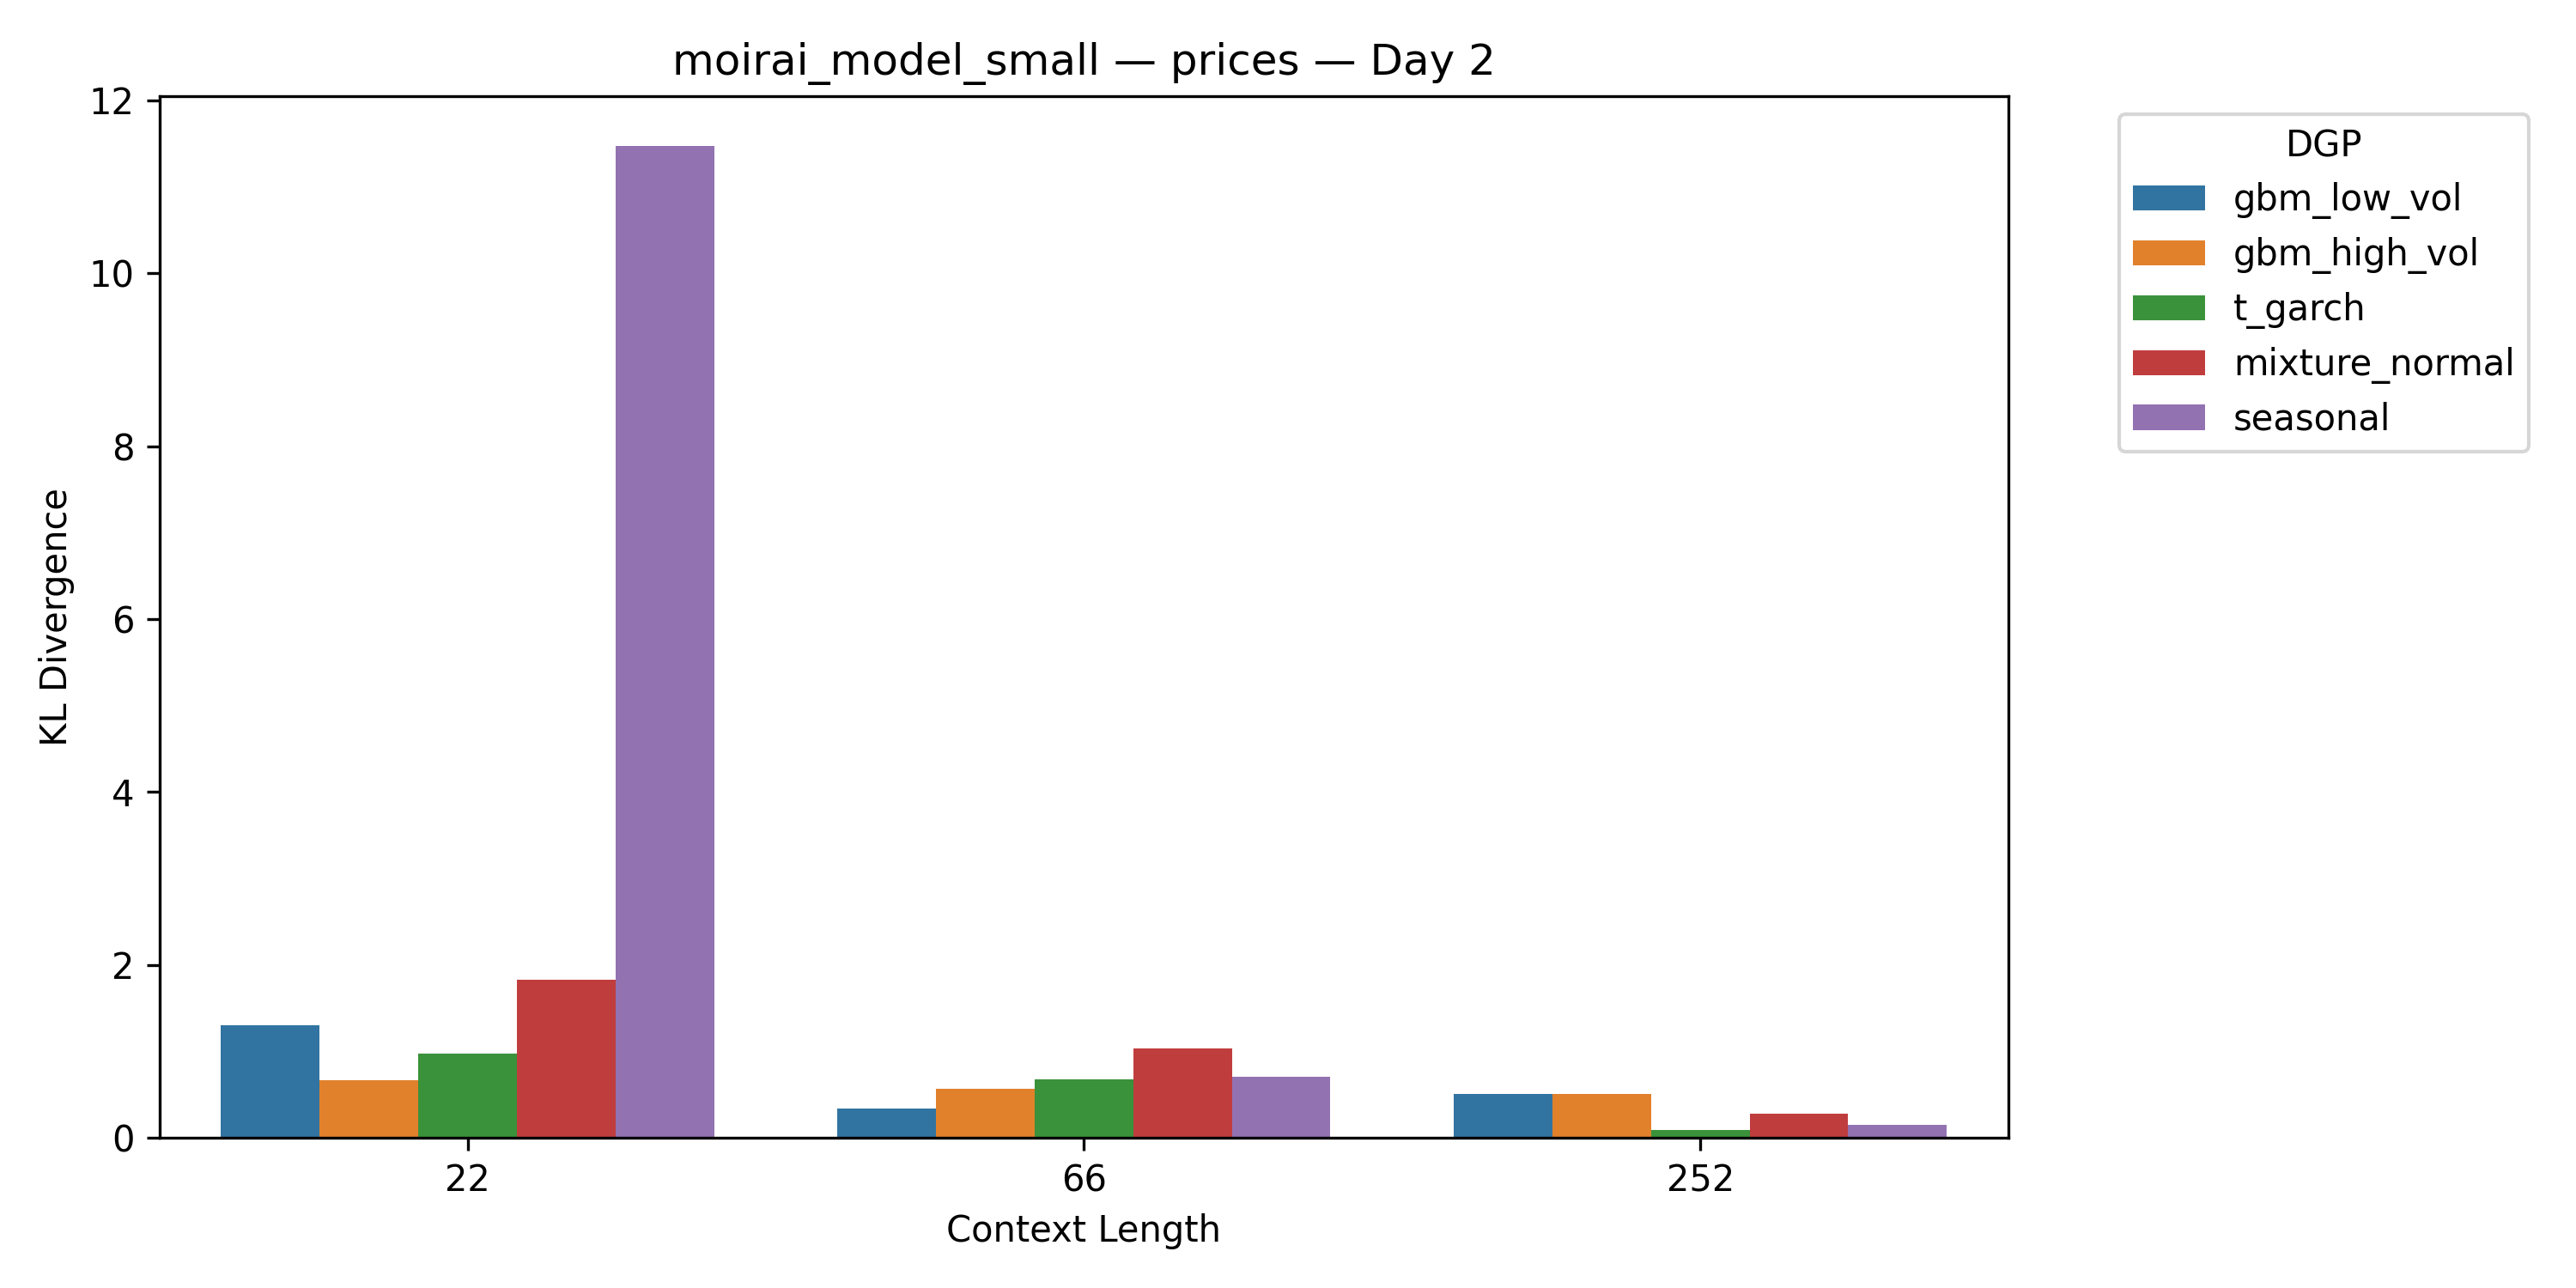 moirai_model_small — prices — Day 2
12
10
8
6
4
2
0
KL Divergence
22
66
252
Context Length
DGP
gbm_low_vol
gbm_high_vol
t_garch
mixture_normal
seasonal